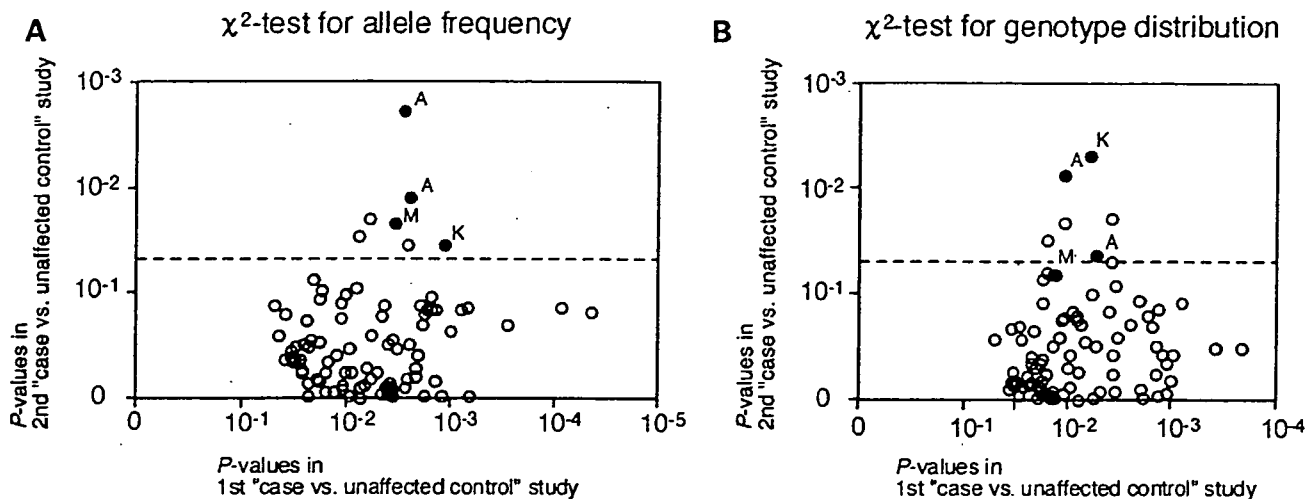 A
χ²-test for allele frequency
P-values in
2nd "case vs. unaffected control" study
10-3
10-2
10-1
0
A
A
M
K
0
10-1
10-2
10-3
10-4
10-5
P-values in
1st "case vs. unaffected control" study
B
χ²-test for genotype distribution
P-values in
2nd "case vs. unaffected control" study
10-3
10-2
10-1
0
A
K
M
A
0
10-1
10-2
10-3
10-4
P-values in
1st "case vs. unaffected control" study